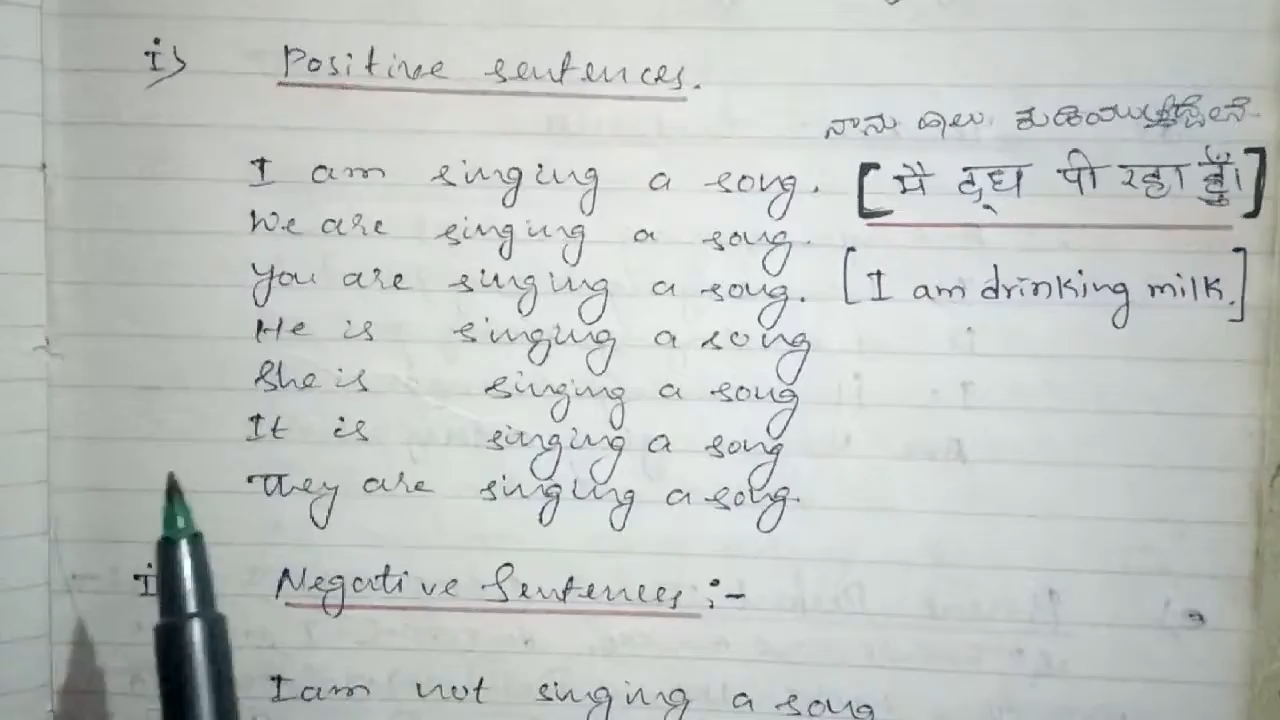 i) Positive sentences.
ನಾನು ಹಾಲು ಕುಡಿಯುತ್ತಿದ್ದೇನೆ
I am singing a song. [मै दूध पी रहा हूँ।]
We are singing a song.
You are singing a song. [I am drinking milk.]
He is singing a song
She is singing a song
It is singing a song
They are singing a song.
Negative Sentences :-
I am not singing a song